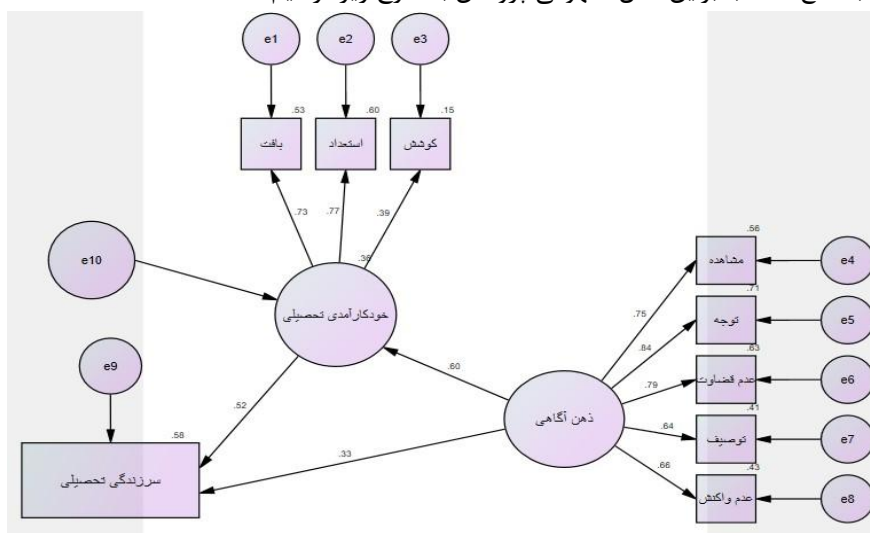 e1 e2 e3
.53 .60 .15
بافت استعداد کوشش
.73 .77 .39
.36
e10
خودکارآمدی تحصیلی
.56
مشاهده e4
.71
.75
توجه e5
.84
.63
عدم قضاوت e6
.79
.60
e9
.41
توصیف e7
.64
ذهن آگاهی
.52
.43
.66
.58
.33
عدم واکنش e8
سرزندگی تحصیلی